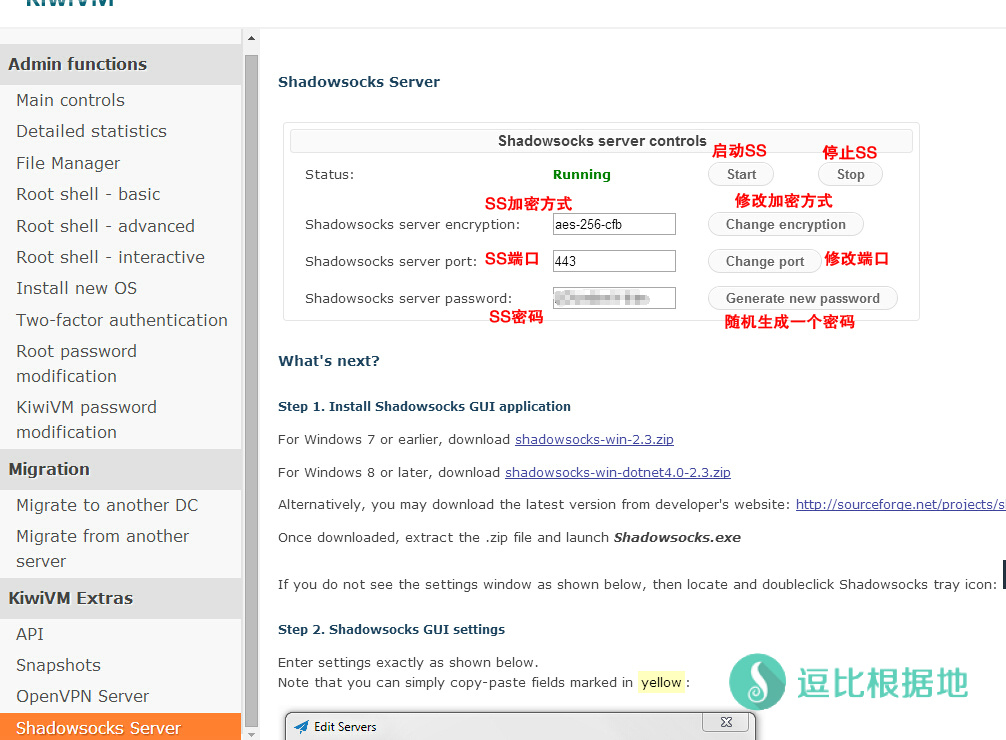 KiwiVM
Admin functions
Main controls
Detailed statistics
File Manager
Root shell - basic
Root shell - advanced
Root shell - interactive
Install new OS
Two-factor authentication
Root password
modification
KiwiVM password
modification
Migration
Migrate to another DC
Migrate from another
server
KiwiVM Extras
API
Snapshots
OpenVPN Server
Shadowsocks Server
Shadowsocks Server
Shadowsocks server controls
启动SS
停止SS
Status:
Running
Start
Stop
SS加密方式
修改加密方式
Shadowsocks server encryption:
aes-256-cfb
Change encryption
Shadowsocks server port:
SS端口
443
Change port
修改端口
Shadowsocks server password:
Generate new password
SS密码
随机生成一个密码
What's next?
Step 1. Install Shadowsocks GUI application
For Windows 7 or earlier, download shadowsocks-win-2.3.zip
For Windows 8 or later, download shadowsocks-win-dotnet4.0-2.3.zip
Alternatively, you may download the latest version from developer's website: http://sourceforge.net/projects/s
Once downloaded, extract the .zip file and launch Shadowsocks.exe
If you do not see the settings window as shown below, then locate and doubleclick Shadowsocks tray icon:
Step 2. Shadowsocks GUI settings
Enter settings exactly as shown below.
Note that you can simply copy-paste fields marked in yellow:
逗比根据地
Edit Servers